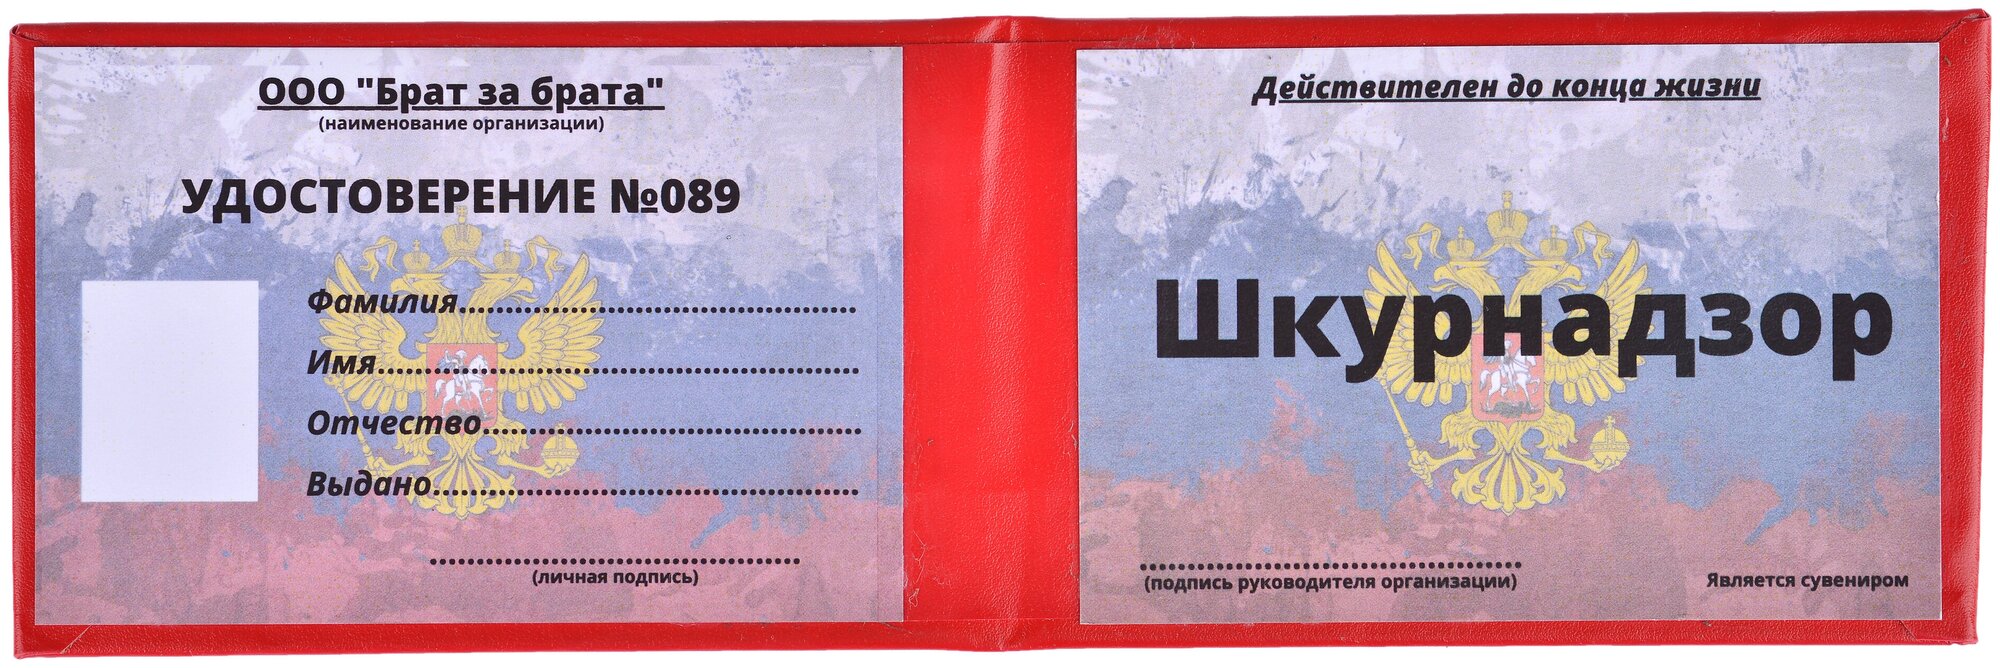 ООО "Брат за брата"
(наименование организации)
УДОСТОВЕРЕНИЕ №089
Фамилия
Имя
Отчество
Выдано
(личная подпись)
Действителен до конца жизни
Шкурнадзор
(подпись руководителя организации)
Является сувениром